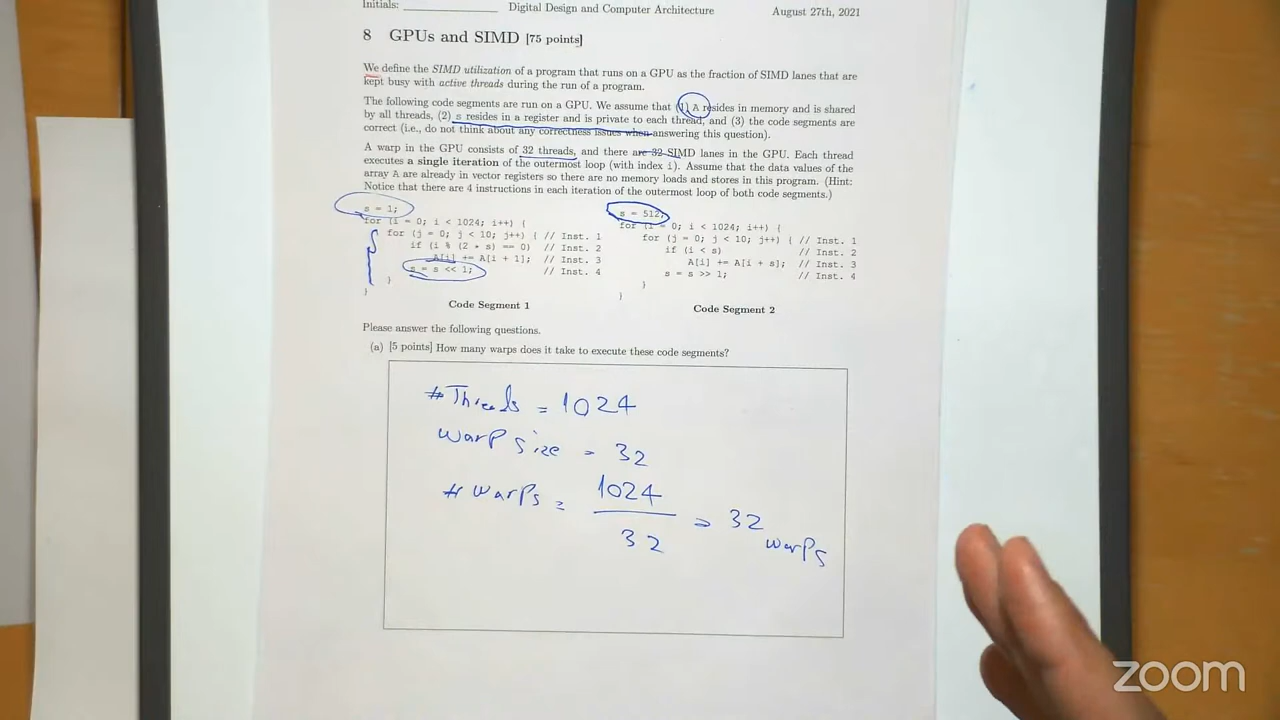 Initials: ______________ Digital Design and Computer Architecture August 27th, 2021
8 GPUs and SIMD [75 points]
We define the SIMD utilization of a program that runs on a GPU as the fraction of SIMD lanes that are
kept busy with active threads during the run of a program.
The following code segments are run on a GPU. We assume that (1) A resides in memory and is shared
by all threads, (2) s resides in a register and is private to each thread, and (3) the code segments are
correct (i.e., do not think about any correctness issues when answering this question).
A warp in the GPU consists of 32 threads, and there are 32 SIMD lanes in the GPU. Each thread
executes a single iteration of the outermost loop (with index i). Assume that the data values of the
array A are already in vector registers so there are no memory loads and stores in this program. (Hint:
Notice that there are 4 instructions in each iteration of the outermost loop of both code segments.)
s = 1;
for (i = 0; i < 1024; i++) {
for (j = 0; j < 10; j++) { // Inst. 1
if (i % (2 * s) == 0) // Inst. 2
A[i] += A[i + 1]; // Inst. 3
s = s << 1; // Inst. 4
}
}
Code Segment 1
s = 512;
for (i = 0; i < 1024; i++) {
for (j = 0; j < 10; j++) { // Inst. 1
if (i < s) // Inst. 2
A[i] += A[i + s]; // Inst. 3
s = s >> 1; // Inst. 4
}
}
Code Segment 2
Please answer the following questions.
(a) [5 points] How many warps does it take to execute these code segments?
# Threads = 1024
warp size = 32
# warps = 1024 / 32 = 32 warps
zoom